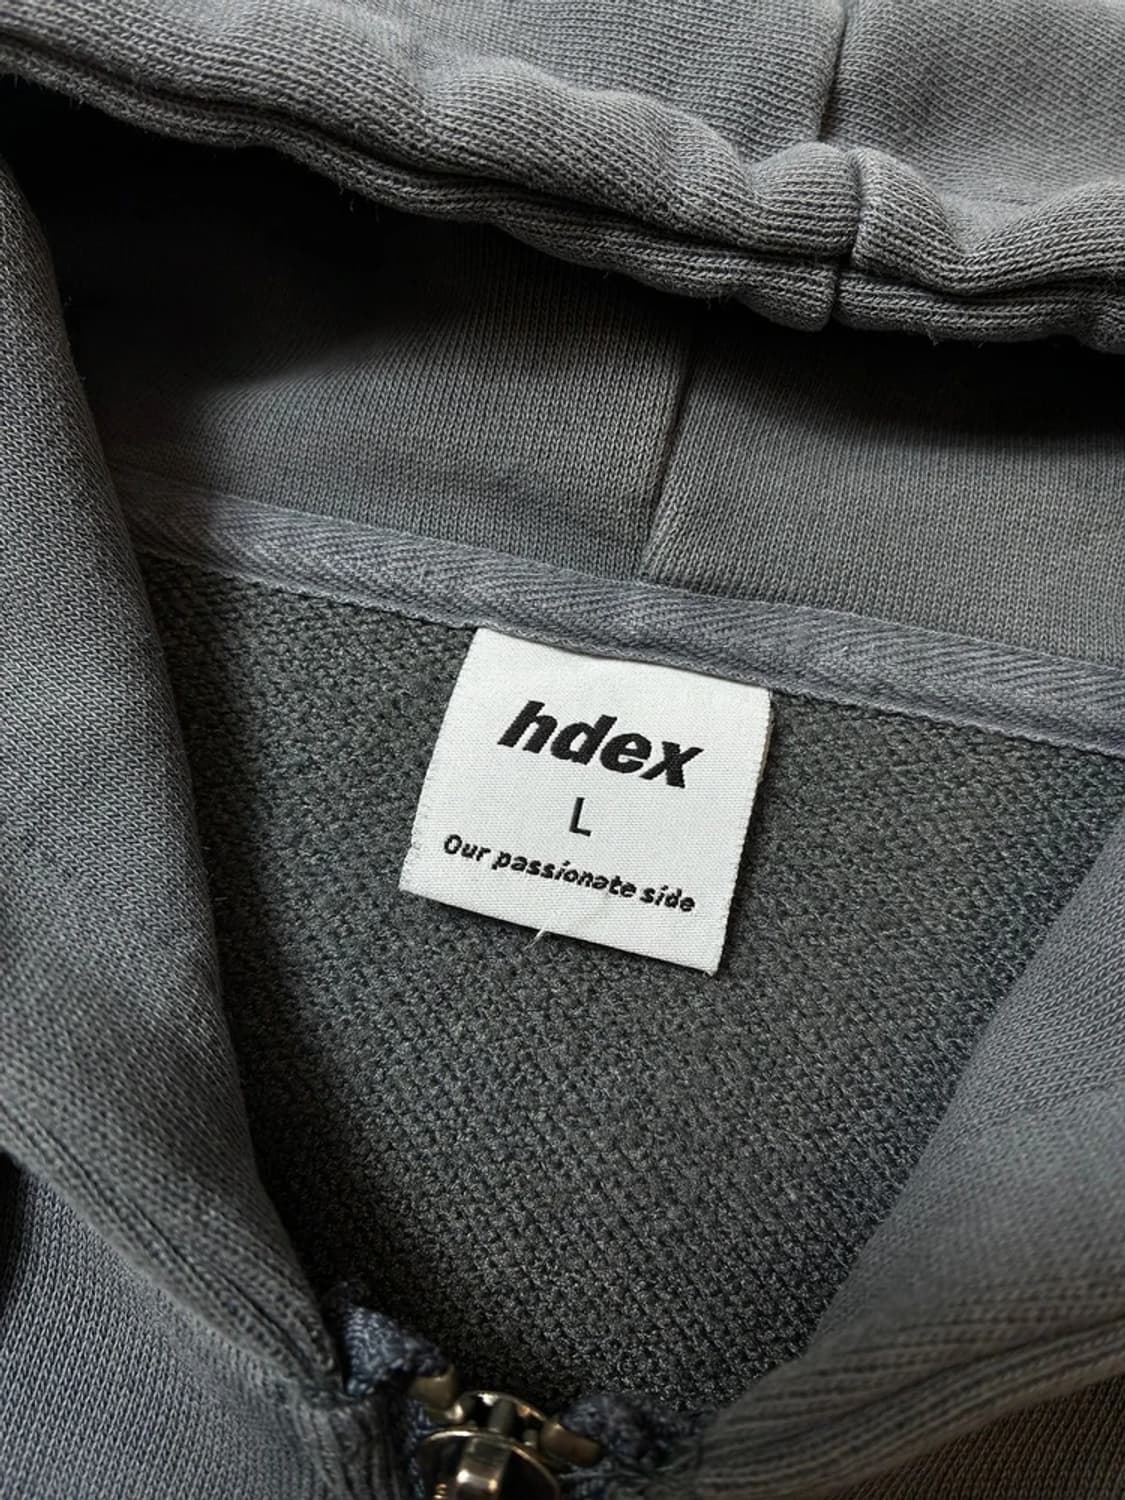 hdex
L
Our passionate side